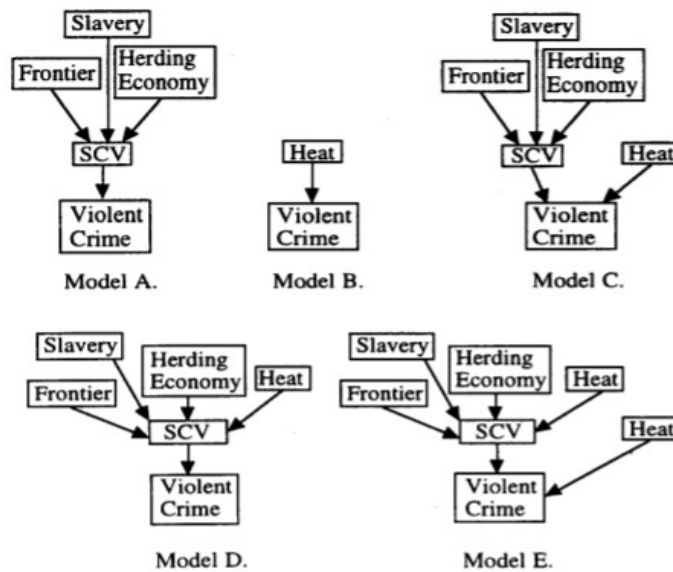 Slavery
Frontier
Herding
Economy
SCV
Violent
Crime
Model A.
Heat
Violent
Crime
Model B.
Slavery
Frontier
Herding
Economy
SCV
Heat
Violent
Crime
Model C.
Slavery
Frontier
Herding
Economy
Heat
SCV
Violent
Crime
Model D.
Slavery
Frontier
Herding
Economy
Heat
SCV
Heat
Violent
Crime
Model E.